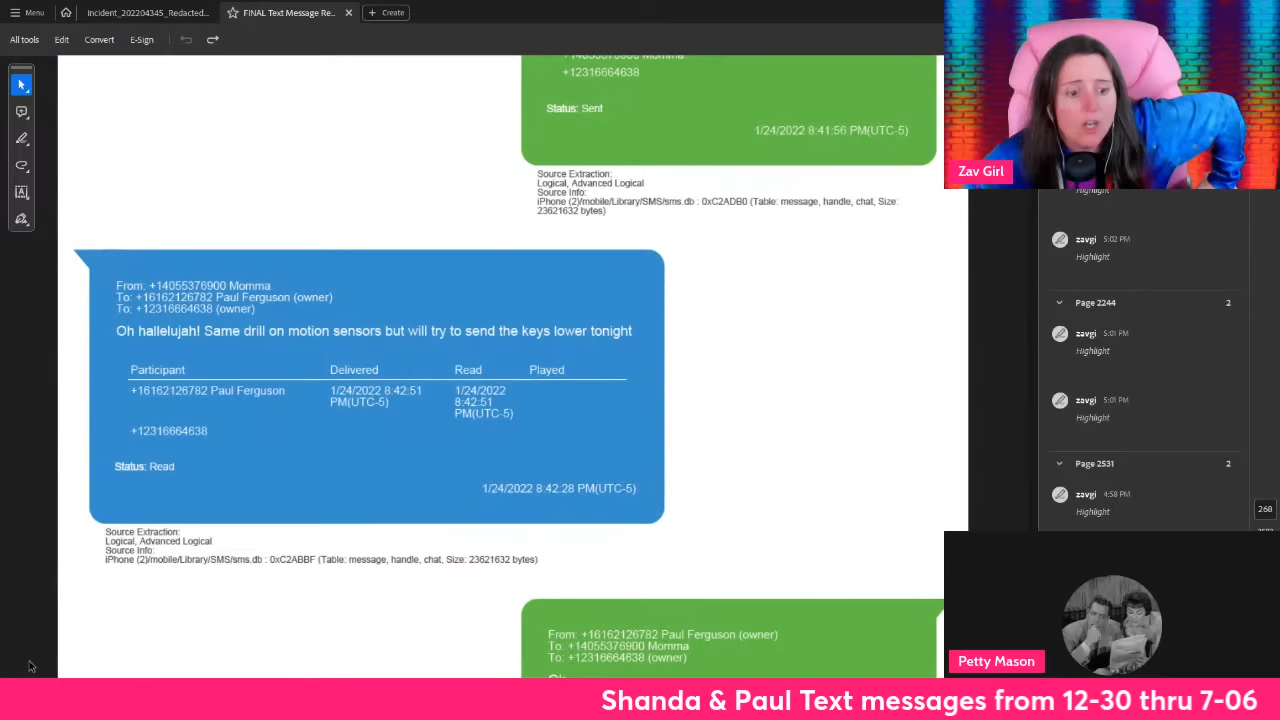 Menu
Incident_202204345_Redacted...
FINAL Text Message Re...
Create
All tools
Edit
Convert
E-Sign
+12316664638
Status: Sent
1/24/2022 8:41:56 PM(UTC-5)
Source Extraction:
Logical, Advanced Logical
Source Info:
iPhone (2)/mobile/Library/SMS/sms.db : 0xC2ADB0 (Table: message, handle, chat, Size:
23621632 bytes)
From: +14055376900 Momma
To: +16162126782 Paul Ferguson (owner)
To: +12316664638 (owner)
Oh hallelujah! Same drill on motion sensors but will try to send the keys lower tonight
Participant Delivered Read Played
+16162126782 Paul Ferguson 1/24/2022 8:42:51 1/24/2022
PM(UTC-5) 8:42:51
PM(UTC-5)
+12316664638
Status: Read
1/24/2022 8:42:28 PM(UTC-5)
Source Extraction:
Logical, Advanced Logical
Source Info:
iPhone (2)/mobile/Library/SMS/sms.db : 0xC2ABBF (Table: message, handle, chat, Size: 23621632 bytes)
From: +16162126782 Paul Ferguson (owner)
To: +14055376900 Momma
To: +12316664638 (owner)
Zav Girl
Highlight
zavgi 5:02 PM
Highlight
Page 2244 2
zavgi 5:01 PM
Highlight
zavgi 5:01 PM
Highlight
Page 2531 2
zavgi 4:58 PM
Highlight
268
Petty Mason
Shanda & Paul Text messages from 12-30 thru 7-06